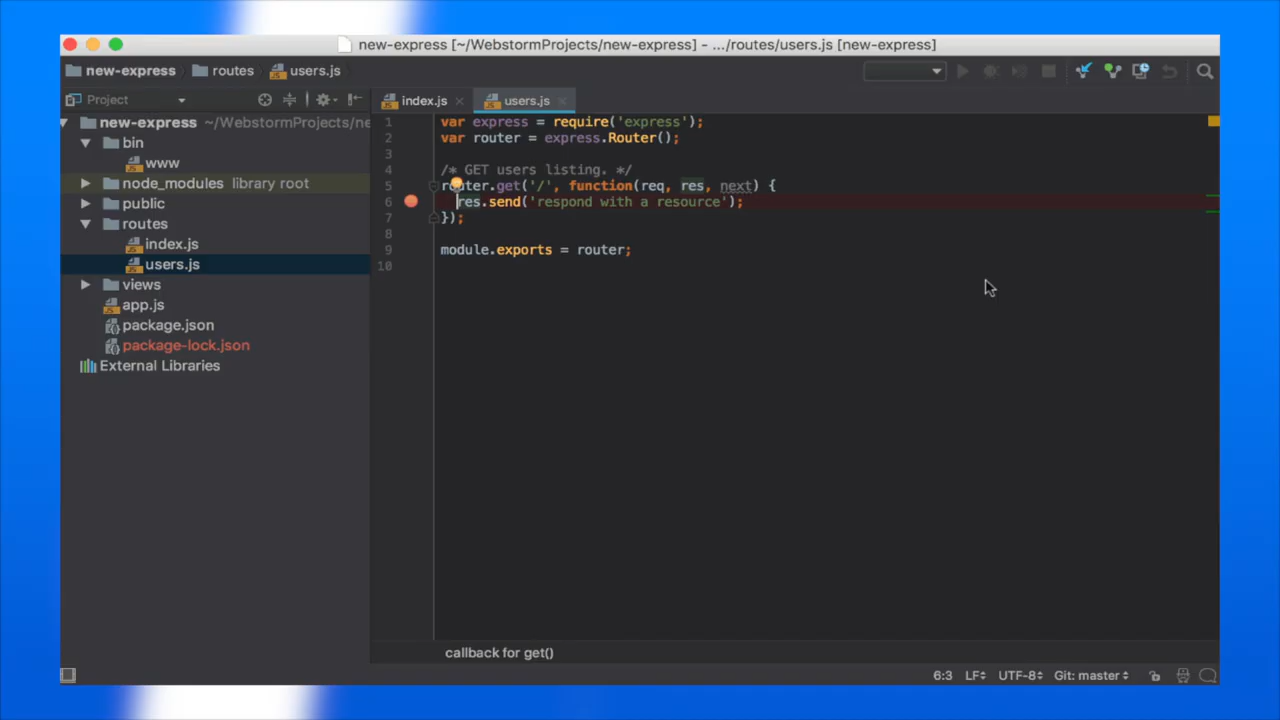 new-express [~/WebstormProjects/new-express] - .../routes/users.js [new-express]
new-express routes users.js
Project
index.js users.js
new-express ~/WebstormProjects/ne
bin
www
node_modules library root
public
routes
index.js
users.js
views
app.js
package.json
package-lock.json
External Libraries
1 var express = require('express');
2 var router = express.Router();
3
4 /* GET users listing. */
5 router.get('/', function(req, res, next) {
6 res.send('respond with a resource');
7 });
8
9 module.exports = router;
10
callback for get()
6:3 LF UTF-8 Git: master